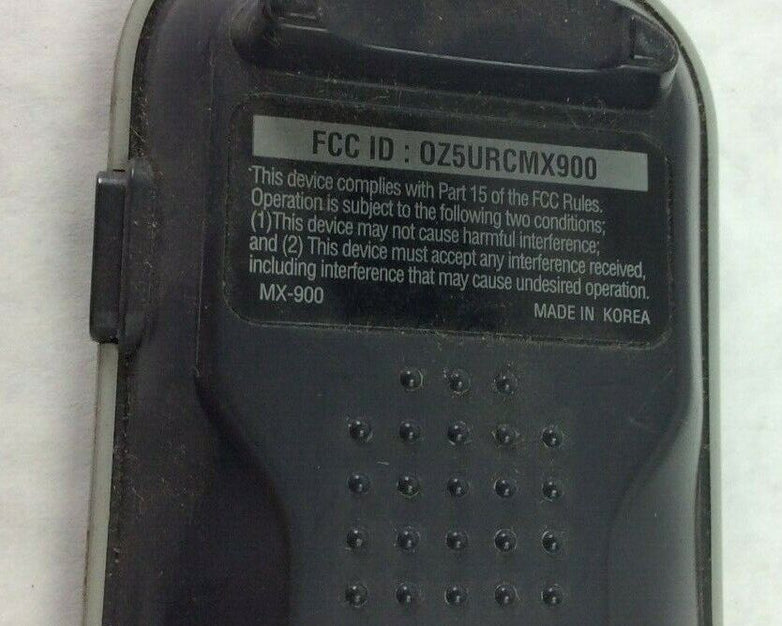 FCC ID : OZ5URCMX900
This device complies with Part 15 of the FCC Rules.
Operation is subject to the following two conditions;
(1)This device may not cause harmful interference;
and (2) This device must accept any interference received,
including interference that may cause undesired operation.
MX-900
MADE IN KOREA